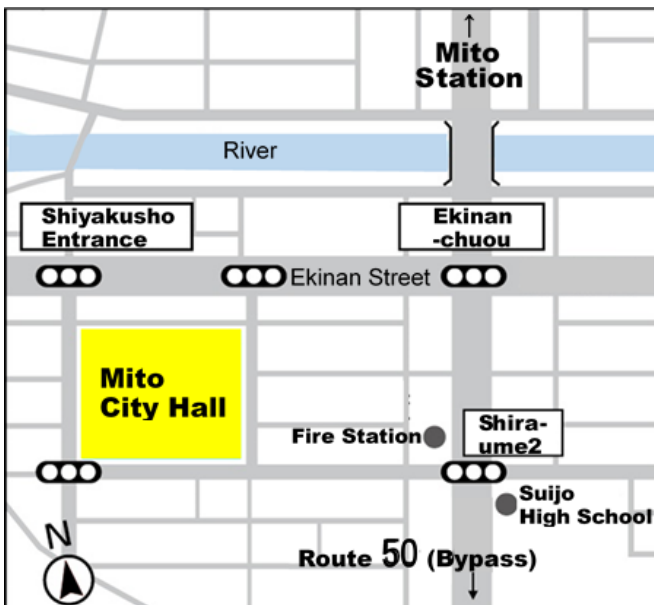 Mito
Station
River
Shiyakusho
Entrance
Ekinan
-chuou
Ekinan Street
Mito
City Hall
Fire Station
Shira-
ume2
Suijo
High School
N
Route 50 (Bypass)